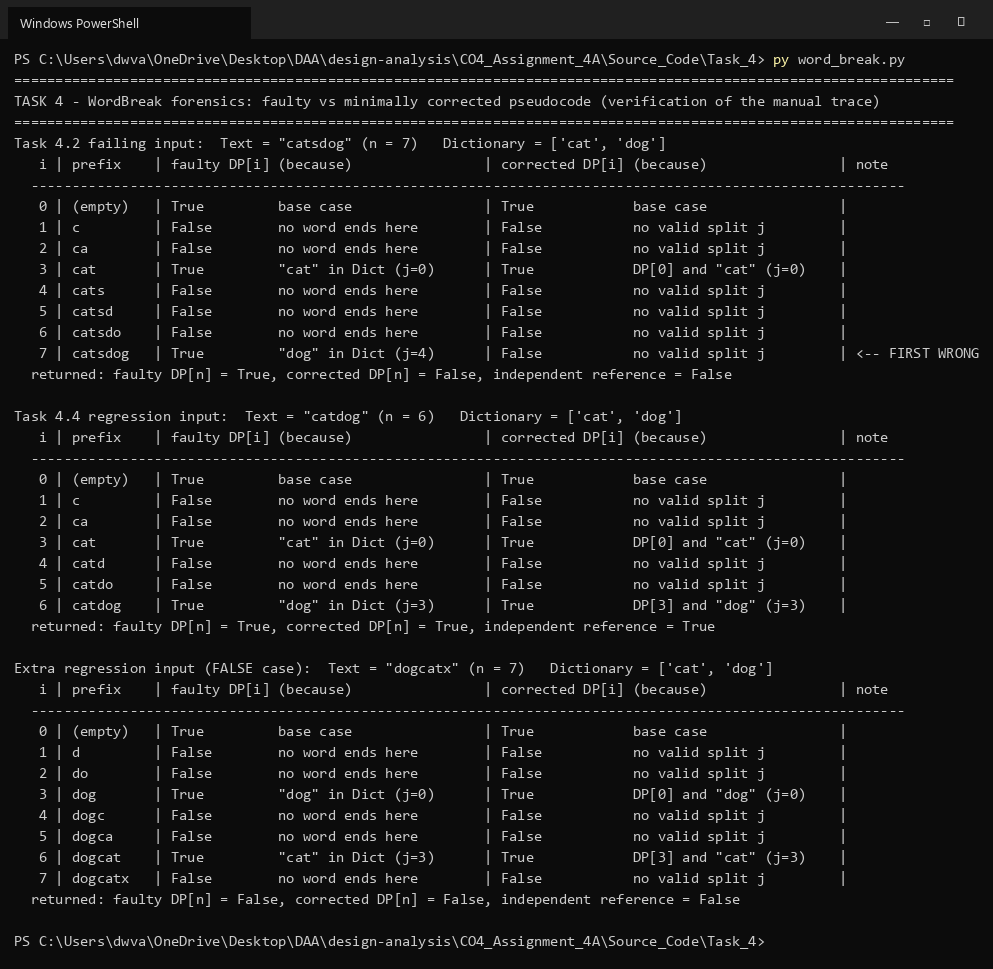 Windows PowerShell
PS C:\Users\dwva\OneDrive\Desktop\DAA\design-analysis\CO4_Assignment_4A\Source_Code\Task_4> py word_break.py
==================================================================================================================
TASK 4 - WordBreak forensics: faulty vs minimally corrected pseudocode (verification of the manual trace)
==================================================================================================================
Task 4.2 failing input:  Text = "catsdog" (n = 7)   Dictionary = ['cat', 'dog']
   i | prefix    | faulty DP[i] (because)                | corrected DP[i] (because)                | note
  ----------------------------------------------------------------------------------------------------------
   0 | (empty)   | True         base case                | True            base case                |
   1 | c         | False        no word ends here        | False           no valid split j         |
   2 | ca        | False        no word ends here        | False           no valid split j         |
   3 | cat       | True         "cat" in Dict (j=0)      | True            DP[0] and "cat" (j=0)    |
   4 | cats      | False        no word ends here        | False           no valid split j         |
   5 | catsd     | False        no word ends here        | False           no valid split j         |
   6 | catsdo    | False        no word ends here        | False           no valid split j         |
   7 | catsdog   | True         "dog" in Dict (j=4)      | False           no valid split j         | <-- FIRST WRONG
  returned: faulty DP[n] = True, corrected DP[n] = False, independent reference = False
Task 4.4 regression input:  Text = "catdog" (n = 6)   Dictionary = ['cat', 'dog']
   i | prefix    | faulty DP[i] (because)                | corrected DP[i] (because)                | note
  ----------------------------------------------------------------------------------------------------------
   0 | (empty)   | True         base case                | True            base case                |
   1 | c         | False        no word ends here        | False           no valid split j         |
   2 | ca        | False        no word ends here        | False           no valid split j         |
   3 | cat       | True         "cat" in Dict (j=0)      | True            DP[0] and "cat" (j=0)    |
   4 | catd      | False        no word ends here        | False           no valid split j         |
   5 | catdo     | False        no word ends here        | False           no valid split j         |
   6 | catdog    | True         "dog" in Dict (j=3)      | True            DP[3] and "dog" (j=3)    |
  returned: faulty DP[n] = True, corrected DP[n] = True, independent reference = True
Extra regression input (FALSE case):  Text = "dogcatx" (n = 7)   Dictionary = ['cat', 'dog']
   i | prefix    | faulty DP[i] (because)                | corrected DP[i] (because)                | note
  ----------------------------------------------------------------------------------------------------------
   0 | (empty)   | True         base case                | True            base case                |
   1 | d         | False        no word ends here        | False           no valid split j         |
   2 | do        | False        no word ends here        | False           no valid split j         |
   3 | dog       | True         "dog" in Dict (j=0)      | True            DP[0] and "dog" (j=0)    |
   4 | dogc      | False        no word ends here        | False           no valid split j         |
   5 | dogca     | False        no word ends here        | False           no valid split j         |
   6 | dogcat    | True         "cat" in Dict (j=3)      | True            DP[3] and "cat" (j=3)    |
   7 | dogcatx   | False        no word ends here        | False           no valid split j         |
  returned: faulty DP[n] = False, corrected DP[n] = False, independent reference = False
PS C:\Users\dwva\OneDrive\Desktop\DAA\design-analysis\CO4_Assignment_4A\Source_Code\Task_4>